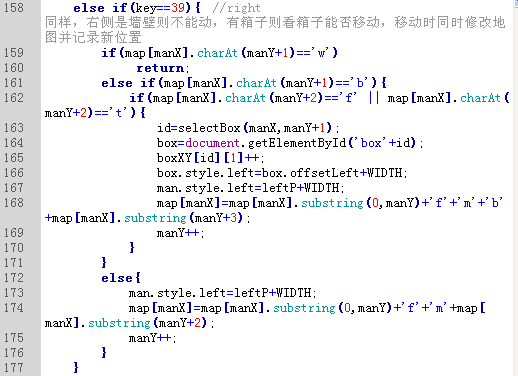 158 else if(key==39){ //right
同样，右侧是墙壁则不能动，有箱子则看箱子能否移动，移动时同时修改地
图并记录新位置
159 if(map[manX].charAt(manY+1)=='w')
160 return;
161 else if(map[manX].charAt(manY+1)=='b'){
162 if(map[manX].charAt(manY+2)=='f' || map[manX].charAt(
manY+2)=='t'){
163 id=selectBox(manX,manY+1);
164 box=document.getElementById('box'+id);
165 boxXY[id][1]++;
166 box.style.left=box.offsetLeft+WIDTH;
167 man.style.left=leftP+WIDTH;
168 map[manX]=map[manX].substring(0,manY)+'f'+'m'+'b'
+map[manX].substring(manY+3);
169 manY++;
170 }
171 }
172 else{
173 man.style.left=leftP+WIDTH;
174 map[manX]=map[manX].substring(0,manY)+'f'+'m'+map[
manX].substring(manY+2);
175 manY++;
176 }
177 }